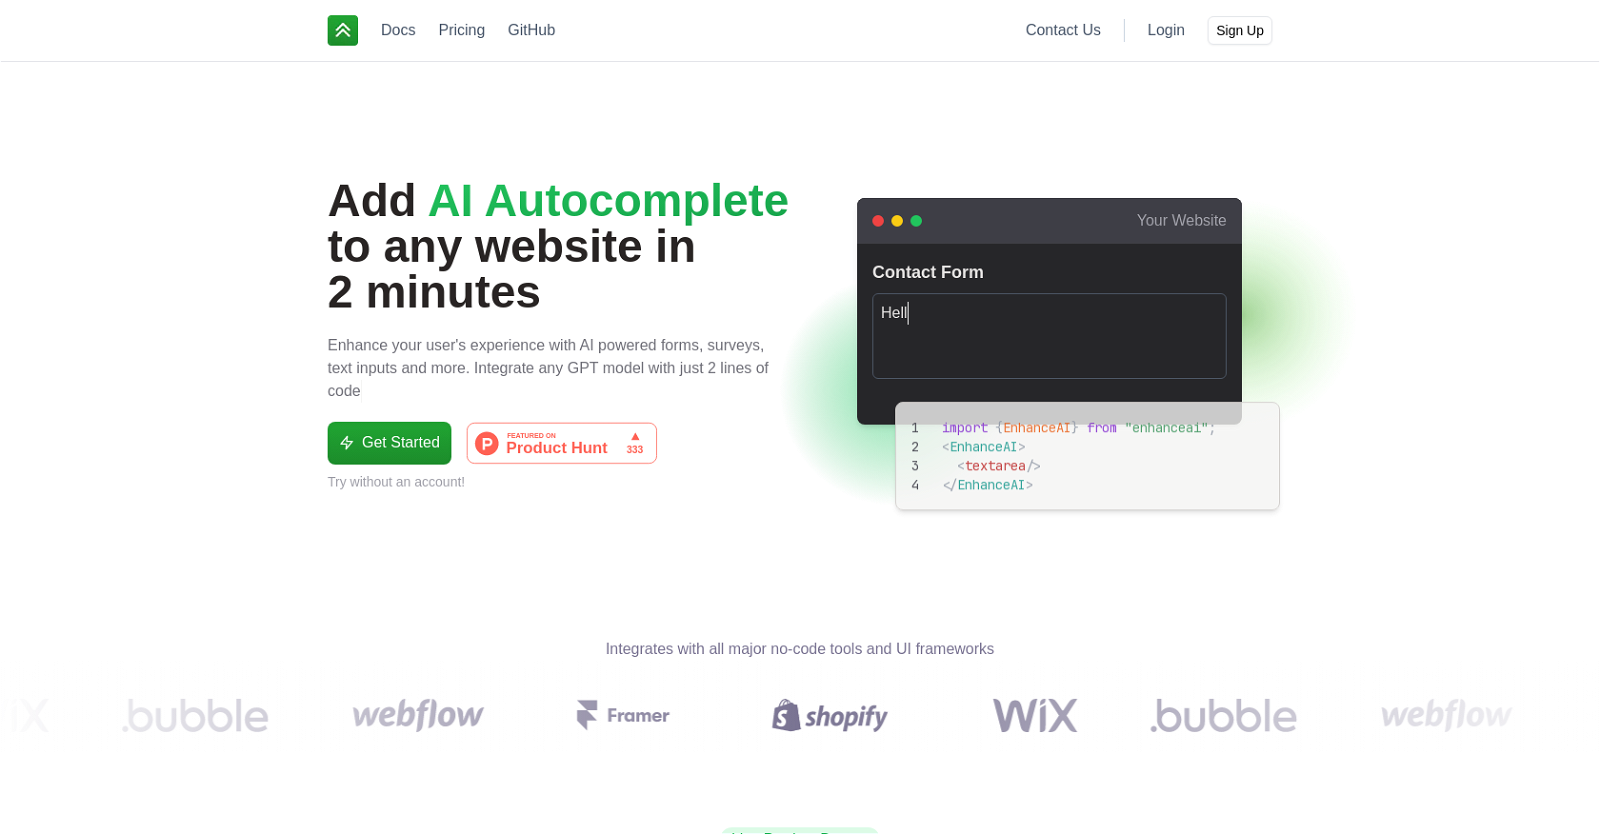 Docs Pricing GitHub Contact Us Login Sign Up
Add AI Autocomplete
to any website in
2 minutes
Enhance your user's experience with AI powered forms, surveys,
text inputs and more. Integrate any GPT model with just 2 lines of
code
Get Started
FEATURED ON
Product Hunt
333
Try without an account!
Your Website
Contact Form
Hell
1 import {EnhanceAI} from "enhanceai";
2 <EnhanceAI>
3 <textarea/>
4 </EnhanceAI>
Integrates with all major no-code tools and UI frameworks
WiX .bubble webflow Framer shopify WiX .bubble webflow